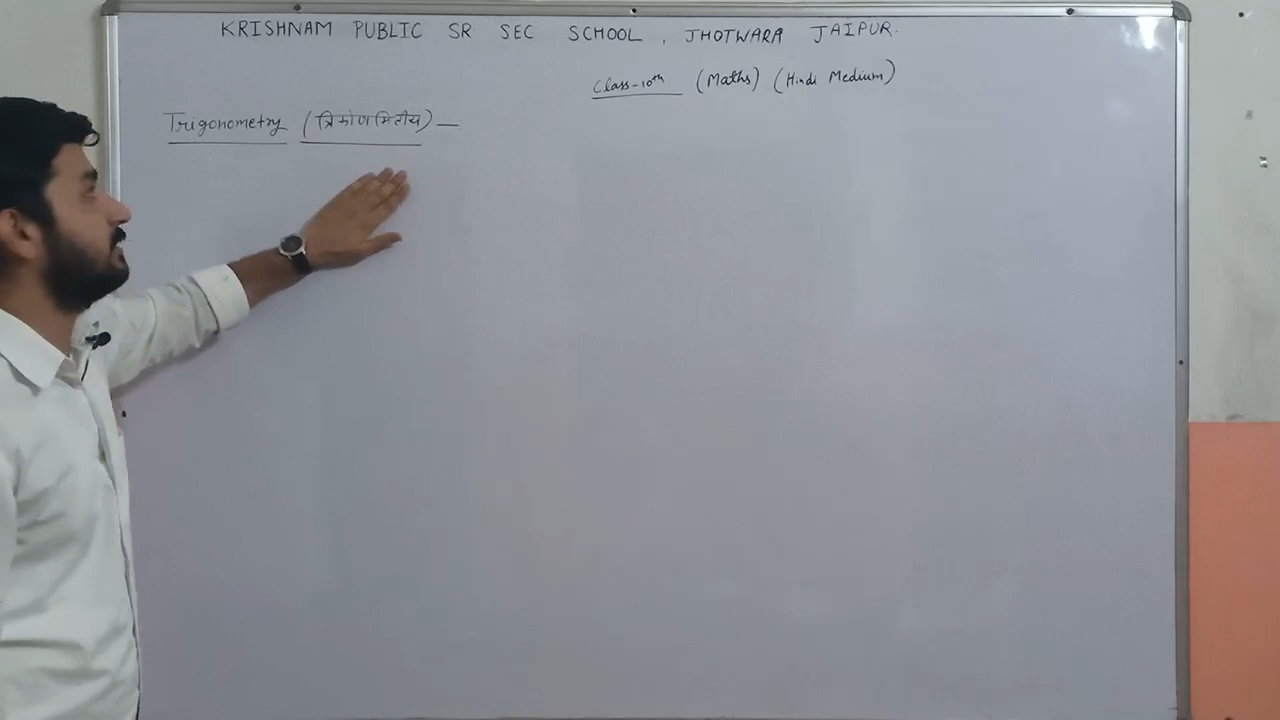 KRISHNAM PUBLIC SR SEC SCHOOL , JHOTWARA JAIPUR.
Class-10th (Maths) (Hindi Medium)
Trigonometry (त्रिकोणमितीय) —